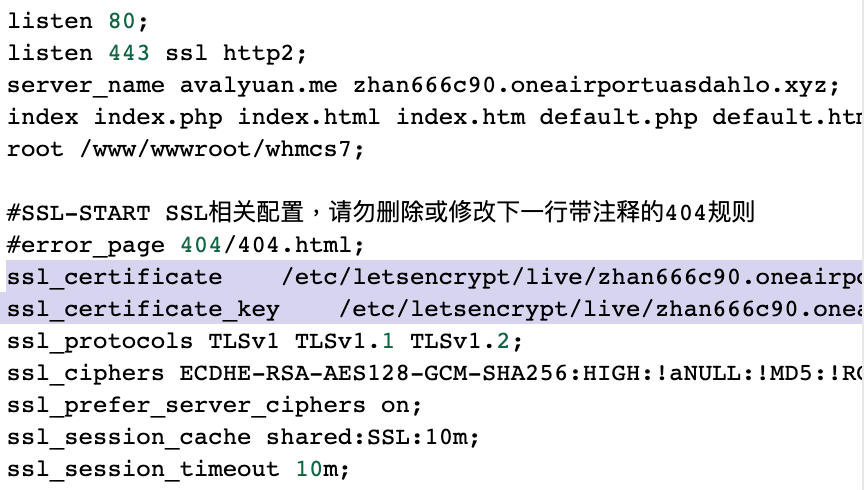 listen 80;
listen 443 ssl http2;
server_name avalyuan.me zhan666c90.oneairportuasdahlo.xyz;
index index.php index.html index.htm default.php
root /www/wwwroot/whmcs7;
#SSL-START SSL相关配置，请勿删除或修改下一行带注释的404规则
#error_page 404/404.html;
ssl_certificate /etc/letsencrypt/live/zhan666c90.oneairpo
ssl_certificate_key /etc/letsencrypt/live/zhan666c90.onea
ssl_protocols TLSv1 TLSv1.1 TLSv1.2;
ssl_ciphers ECDHE-RSA-AES128-GCM-SHA256:HIGH:!aNULL:!MD5:!RC
ssl_prefer_server_ciphers on;
ssl_session_cache shared:SSL:10m;
ssl_session_timeout 10m;